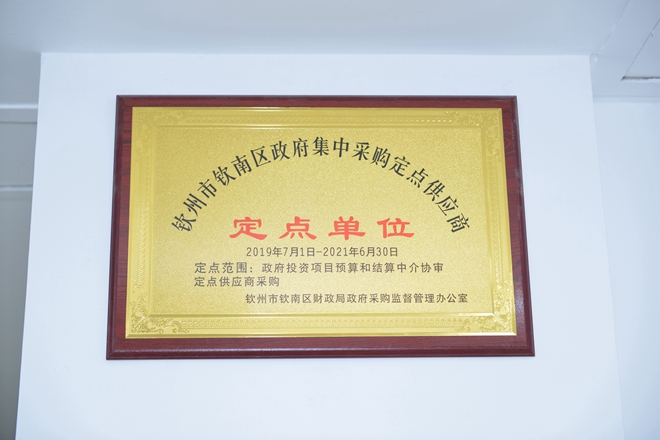 钦州市钦南区政府集中采购定点供应商
定点单位
2019年7月1日-2021年6月30日
定点范围：政府投资项目预算和结算中介协审
定点供应商采购
钦州市钦南区财政局政府采购监督管理办公室